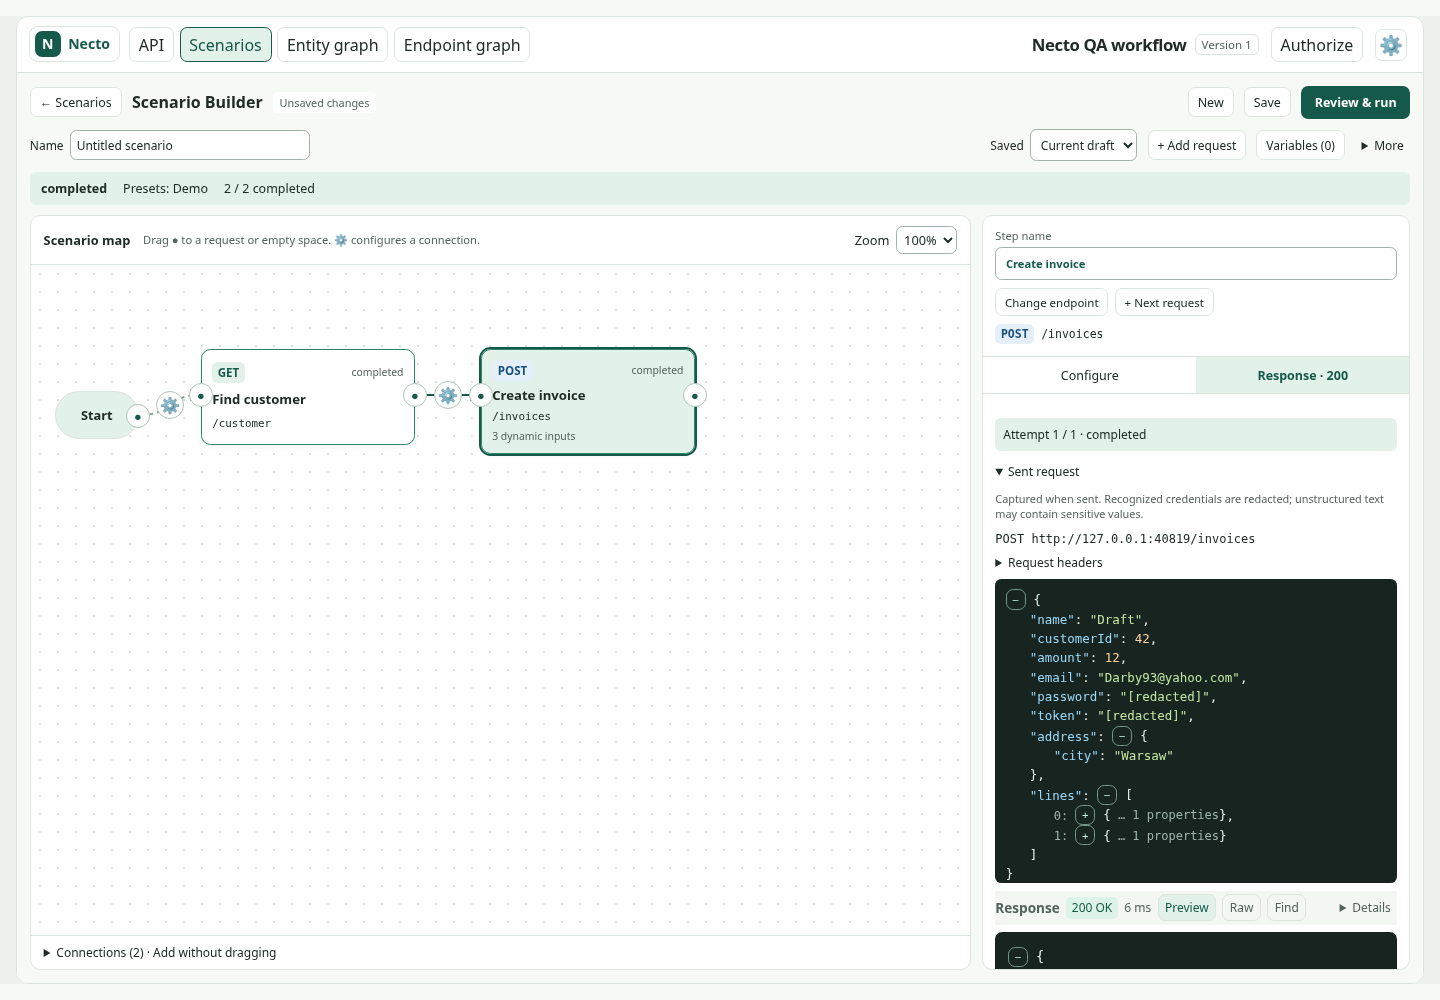 N Necto API Scenarios Entity graph Endpoint graph Necto QA workflow Version 1 Authorize
← Scenarios Scenario Builder Unsaved changes New Save Review & run
Name Untitled scenario Saved Current draft + Add request Variables (0) ▶ More
completed Presets: Demo 2 / 2 completed
Scenario map Drag ● to a request or empty space. ⚙️ configures a connection. Zoom 100%
Start
GET completed
Find customer
/customer
POST completed
Create invoice
/invoices
3 dynamic inputs
▶ Connections (2) · Add without dragging
Step name
Create invoice
Change endpoint + Next request
POST /invoices
Configure Response · 200
Attempt 1 / 1 · completed
▼ Sent request
Captured when sent. Recognized credentials are redacted; unstructured text
may contain sensitive values.
POST http://127.0.0.1:40819/invoices
▶ Request headers
− {
"name": "Draft",
"customerId": 42,
"amount": 12,
"email": "Darby93@yahoo.com",
"password": "[redacted]",
"token": "[redacted]",
"address": − {
"city": "Warsaw"
},
"lines": − [
0: + { … 1 properties},
1: + { … 1 properties}
]
}
Response 200 OK 6 ms Preview Raw Find ▶ Details
− {